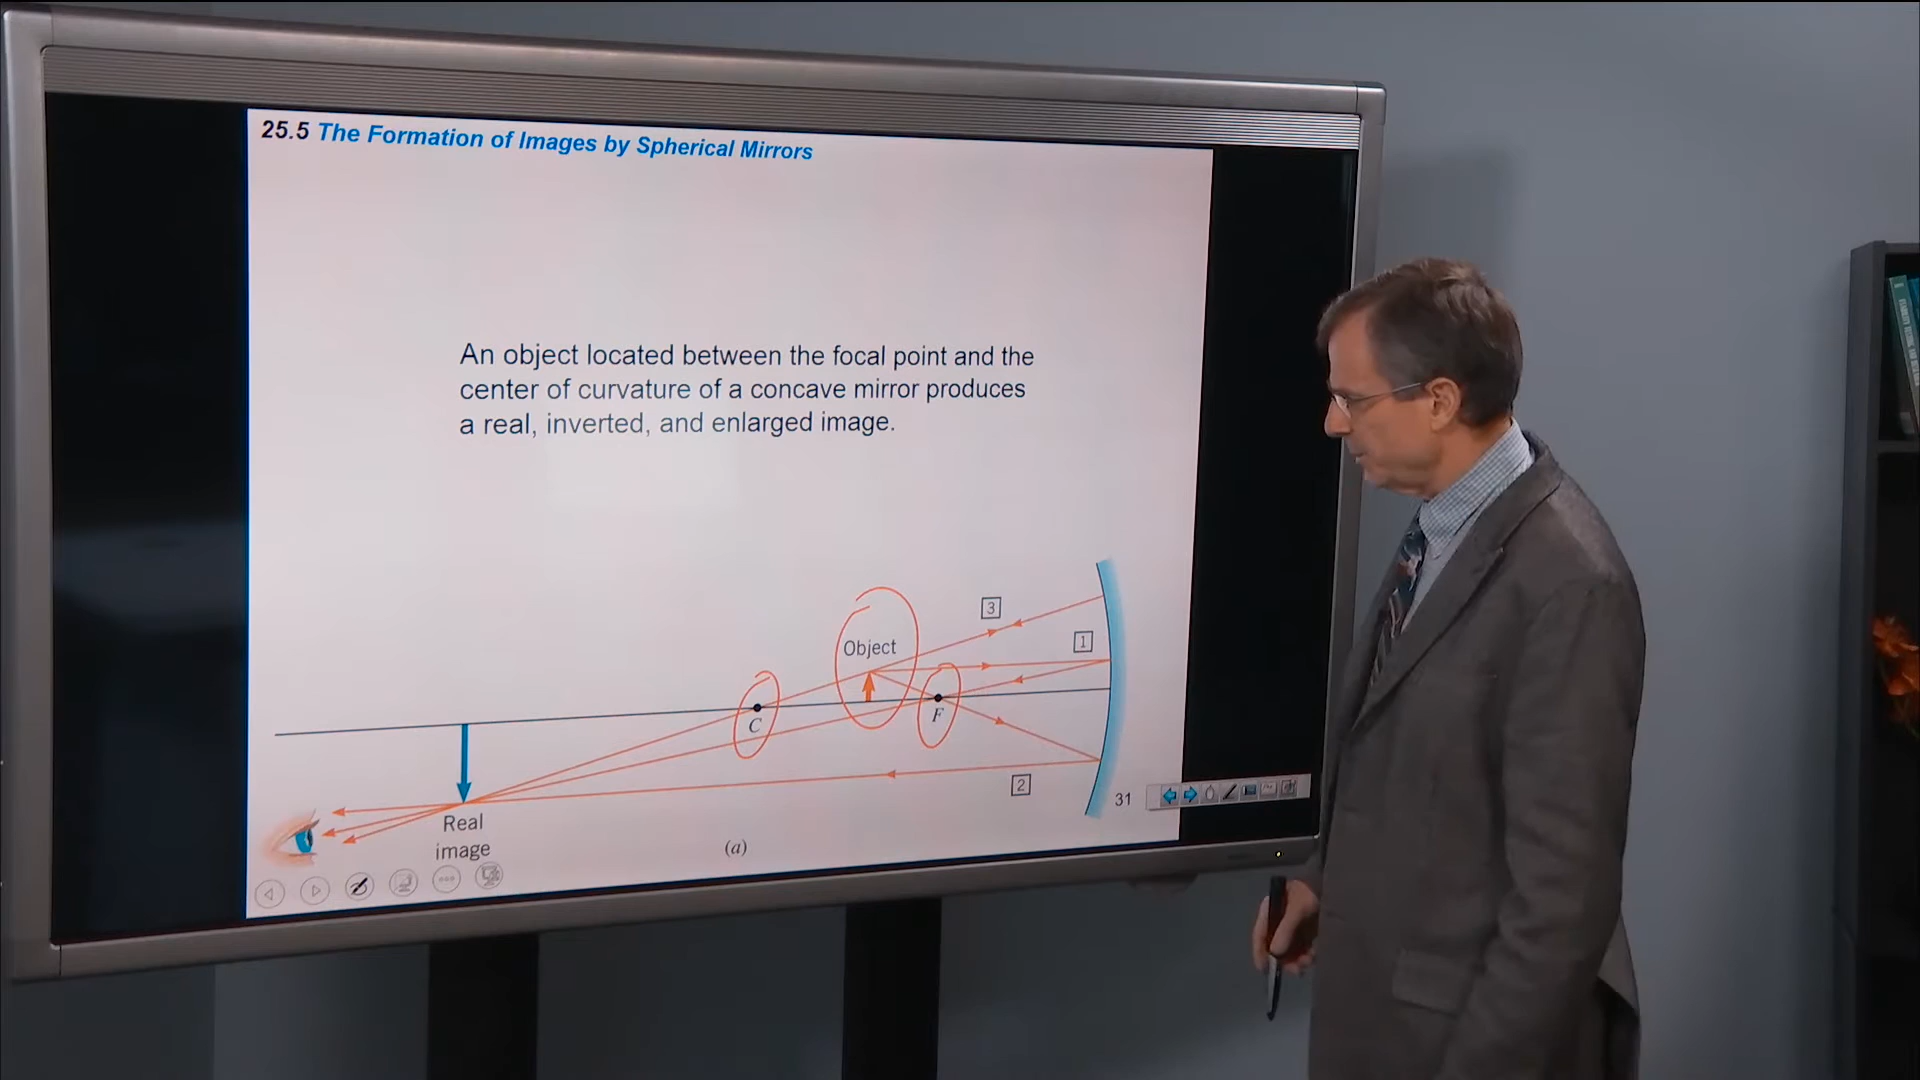 25.5 The Formation of Images by Spherical Mirrors
An object located between the focal point and the
center of curvature of a concave mirror produces
a real, inverted, and enlarged image.
3
1
Object
C
F
2
31
Real
image
(a)